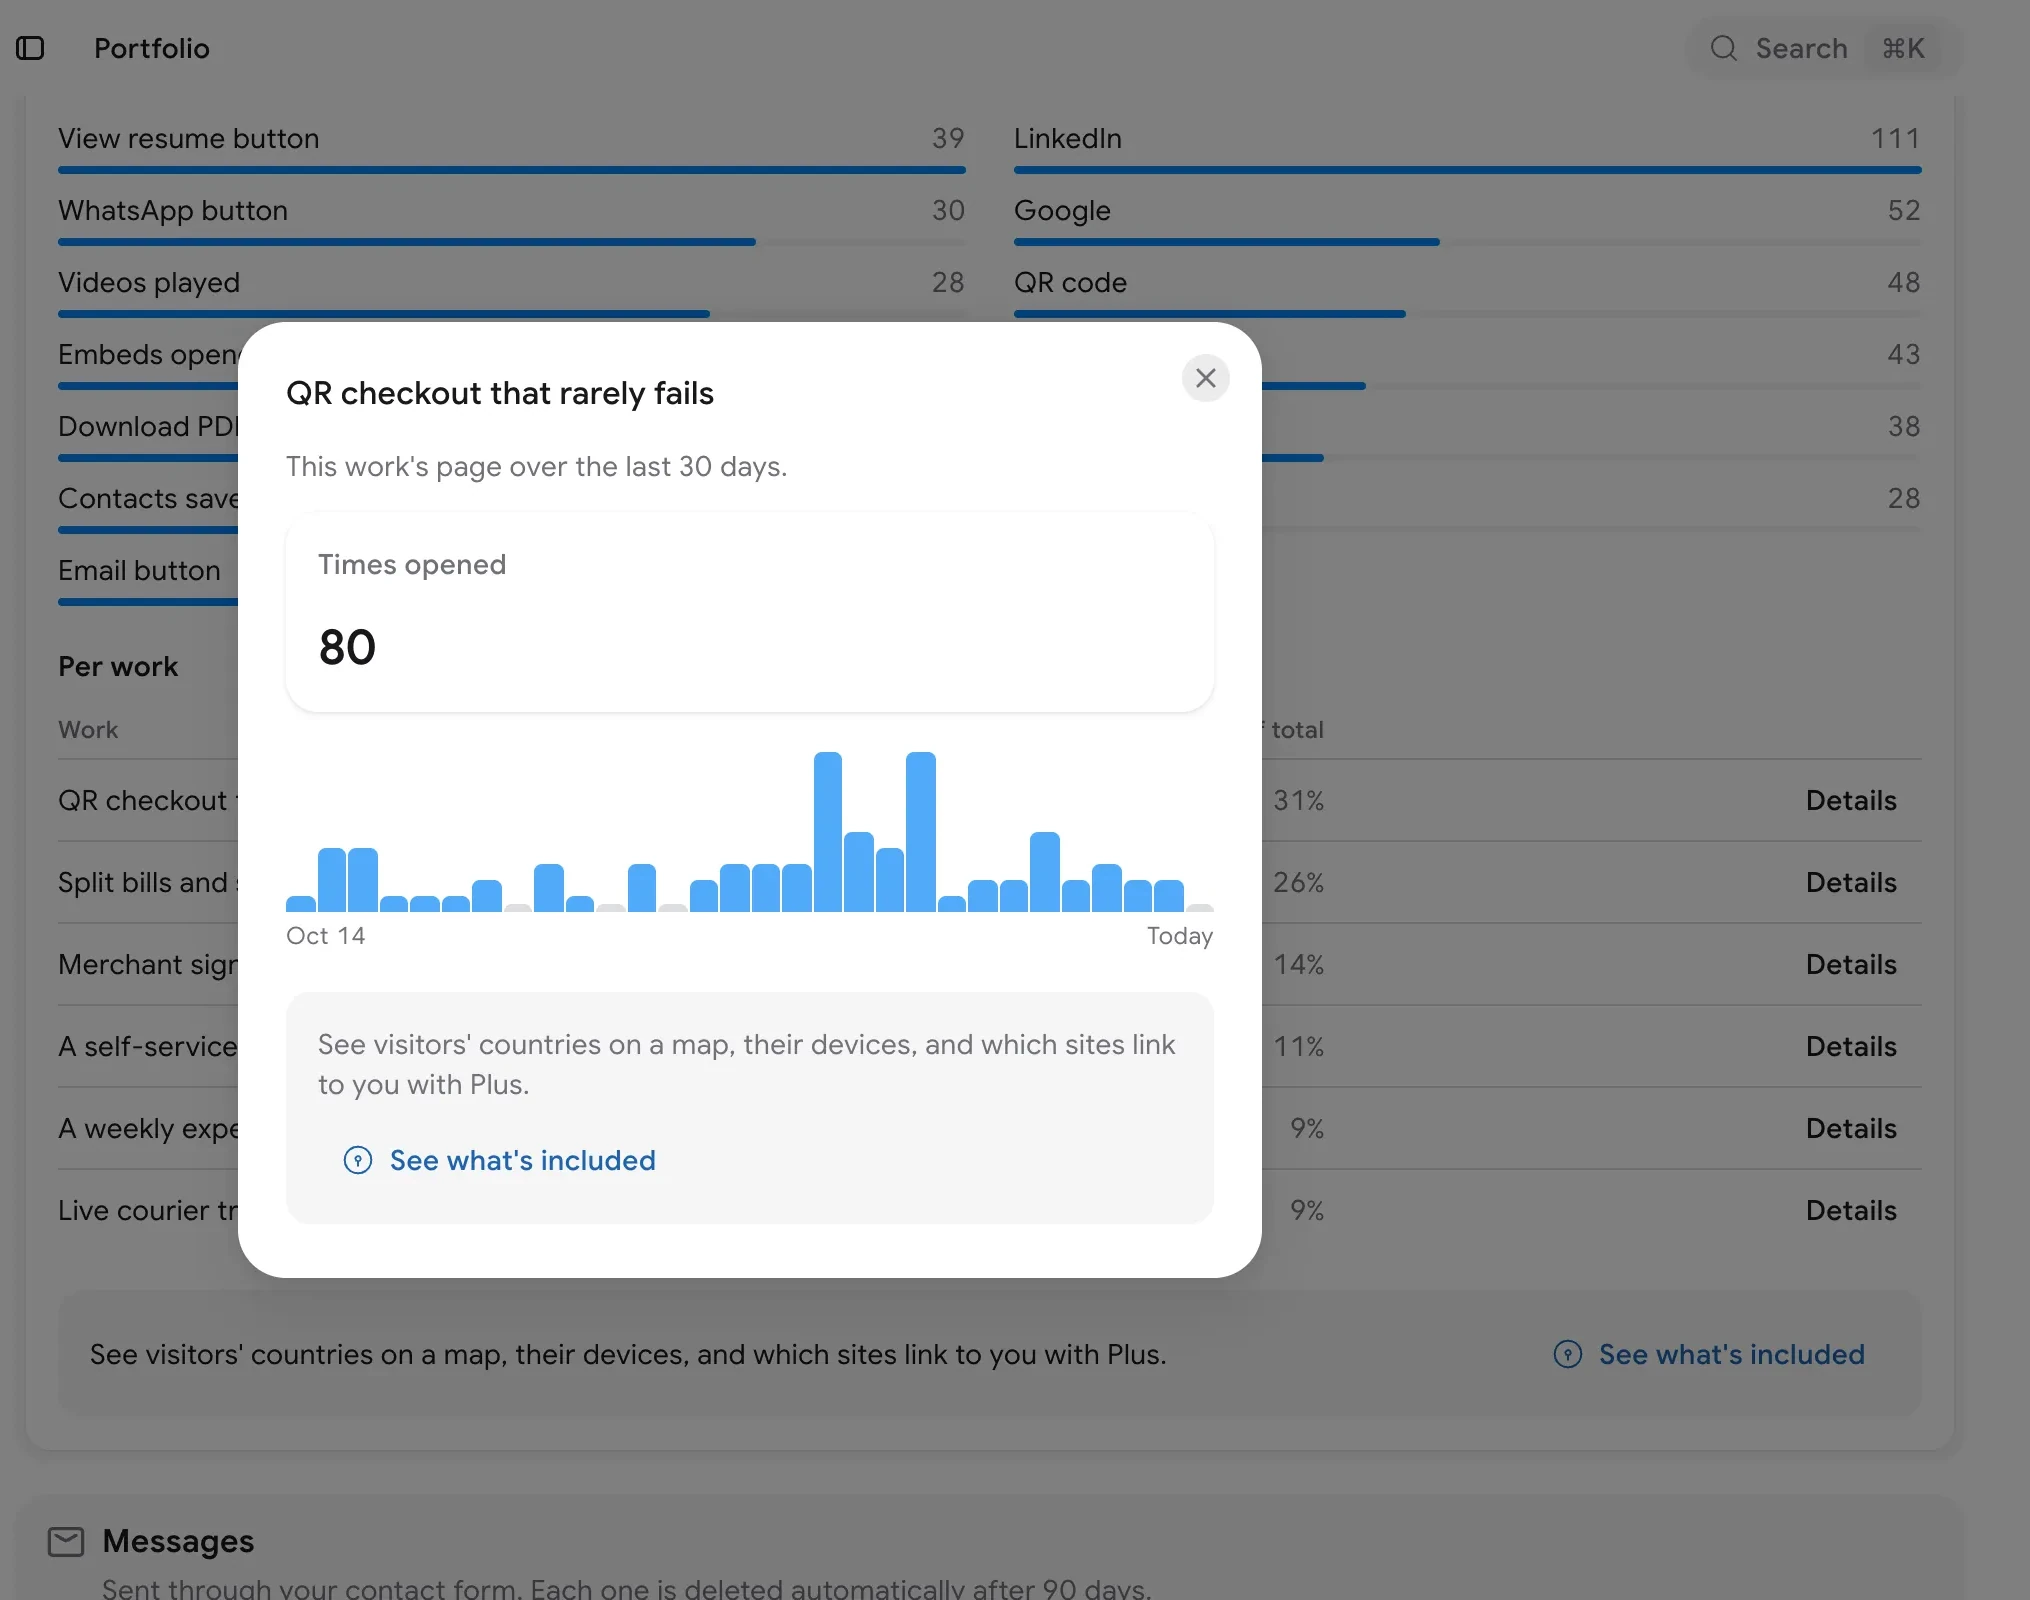 Portfolio
Search ⌘K
View resume button 39
LinkedIn 111
WhatsApp button 30
Google 52
Videos played 28
QR code 48
Embeds open
43
Download PD
38
Contacts save
28
Email button
QR checkout that rarely fails
This work's page over the last 30 days.
Times opened
80
Oct 14
Today
See visitors' countries on a map, their devices, and which sites link
to you with Plus.
See what's included
Per work
Work
total
QR checkout
31% Details
Split bills and
26% Details
Merchant sign
14% Details
A self-service
11% Details
A weekly expe
9% Details
Live courier tr
9% Details
See visitors' countries on a map, their devices, and which sites link to you with Plus.
See what's included
Messages
Sent through your contact form. Each one is deleted automatically after 90 days.